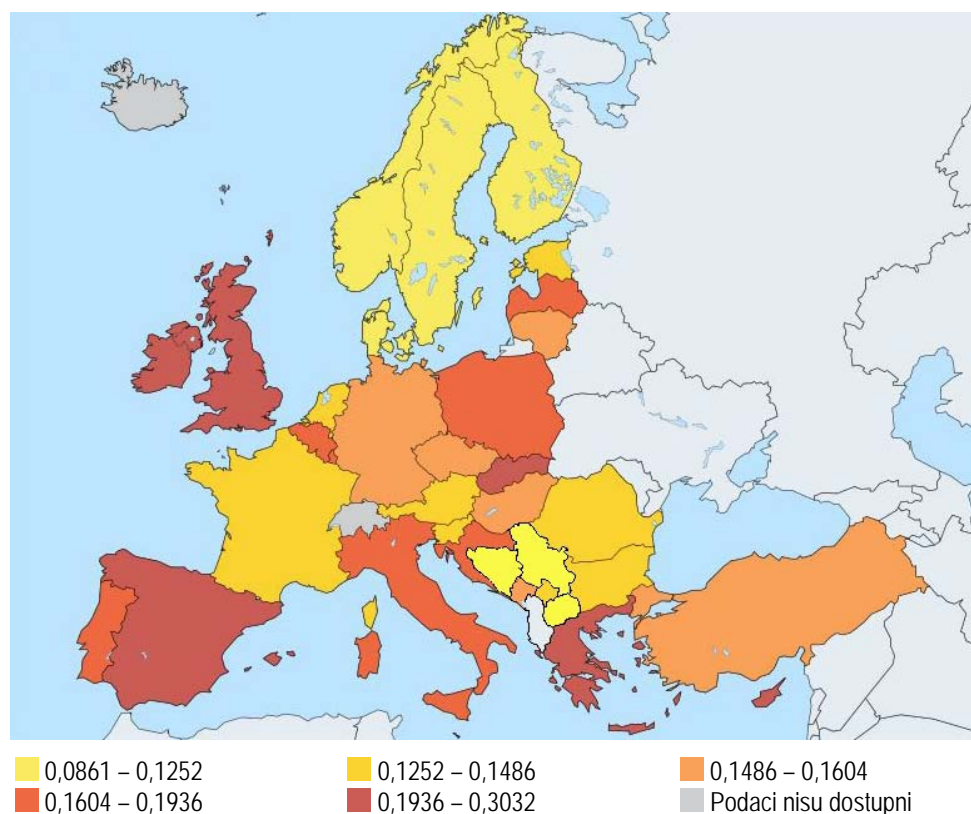 0,0861 – 0,1252
0,1252 – 0,1486
0,1486 – 0,1604
0,1604 – 0,1936
0,1936 – 0,3032
Podaci nisu dostupni